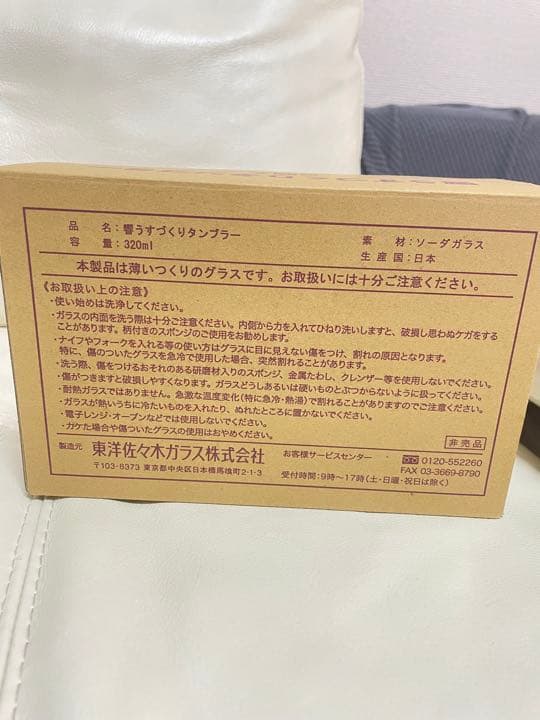 品名：響うすづくりタンブラー
容量：320ml
素材：ソーダガラス
生産国：日本
本製品は薄いつくりのグラスです。お取扱いには十分ご注意ください。
《お取扱い上の注意》
・使い始めは洗浄してください。
・ガラスの内面を洗う際は十分ご注意ください。内側から力を入れてひねり洗いしますと、破損し思わぬケガをする
ことがあります。柄付きのスポンジのご使用をお勧めします。
・ナイフやフォークを入れる等の使い方はグラスに目に見えない傷をつけ、割れの原因となります。
特に、傷のついたグラスを急冷で使用した場合、突然割れることがあります。
・洗う際、傷をつけるおそれのある研磨材入りのスポンジ、金属たわし、クレンザー等を使用しないでください。
・傷がつきますと破損しやすくなります。ガラスどうしあるいは硬いものとぶつからないように扱ってください。
・耐熱ガラスではありません。急激な温度変化(特に急冷・熱湯)で割れることがありますのでご注意ください。
・ガラスが熱いうちに冷たいものを入れたり、ぬれたところに置かないでください。
・電子レンジ・オーブンなどでは使用しないでください。
・カケた場合や傷ついたグラスの使用はおやめください。
非売品
製造元 東洋佐々木ガラス株式会社
〒103-8373 東京都中央区日本橋馬喰町2-1-3
お客様サービスセンター
0120-552260
FAX 03-3669-8790
受付時間：9時〜17時(土・日曜・祝日は除く)